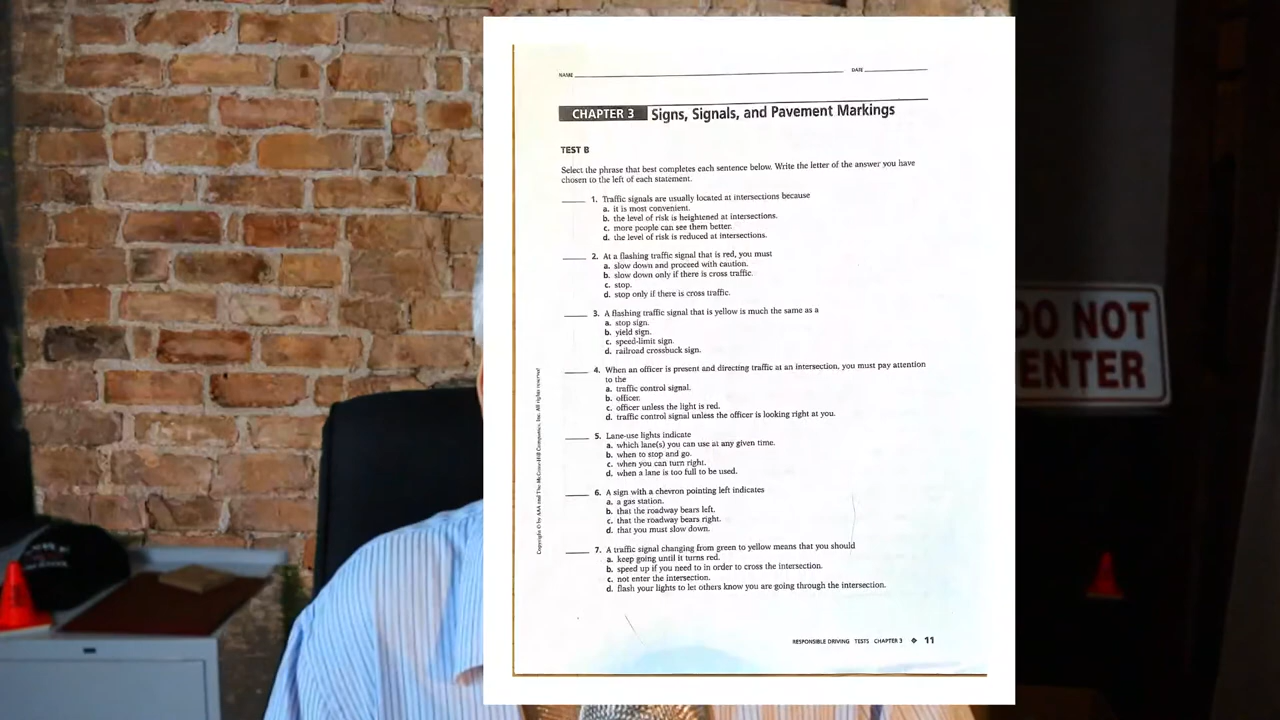 NAME DATE
CHAPTER 3 Signs, Signals, and Pavement Markings
TEST B
Select the phrase that best completes each sentence below. Write the letter of the answer you have
chosen to the left of each statement.
1. Traffic signals are usually located at intersections because
a. it is most convenient.
b. the level of risk is heightened at intersections.
c. more people can see them better.
d. the level of risk is reduced at intersections.
2. At a flashing traffic signal that is red, you must
a. slow down and proceed with caution.
b. slow down only if there is cross traffic.
c. stop.
d. stop only if there is cross traffic.
3. A flashing traffic signal that is yellow is much the same as a
a. stop sign.
b. yield sign.
c. speed-limit sign.
d. railroad crossbuck sign.
4. When an officer is present and directing traffic at an intersection, you must pay attention
to the
a. traffic control signal.
b. officer.
c. officer unless the light is red.
d. traffic control signal unless the officer is looking right at you.
5. Lane-use lights indicate
a. which lane(s) you can use at any given time.
b. when to stop and go.
c. when you can turn right.
d. when a lane is too full to be used.
6. A sign with a chevron pointing left indicates
a. a gas station.
b. that the roadway bears left.
c. that the roadway bears right.
d. that you must slow down.
7. A traffic signal changing from green to yellow means that you should
a. keep going until it turns red.
b. speed up if you need to in order to cross the intersection.
c. not enter the intersection.
d. flash your lights to let others know you are going through the intersection.
Copyright © by AAA and The McGraw-Hill Companies, Inc. All rights reserved
RESPONSIBLE DRIVING TESTS CHAPTER 3 ❖ 11
DO NOT
ENTER